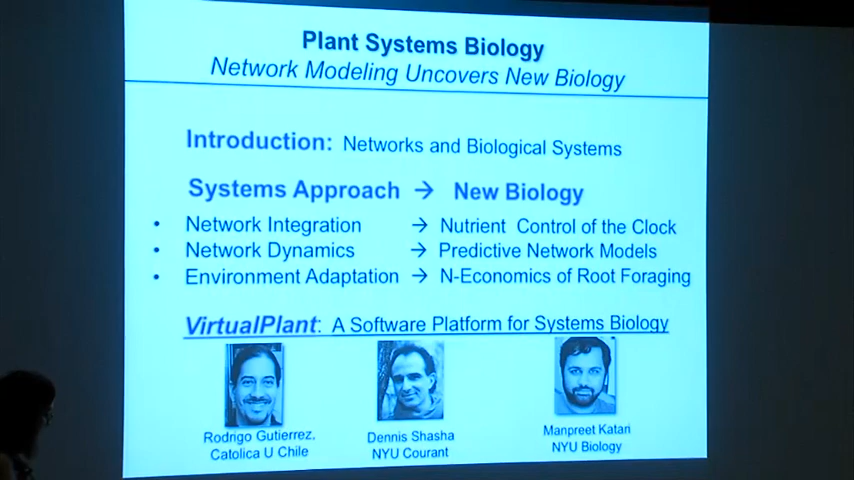 Plant Systems Biology
Network Modeling Uncovers New Biology
Introduction: Networks and Biological Systems
Systems Approach → New Biology
• Network Integration → Nutrient Control of the Clock
• Network Dynamics → Predictive Network Models
• Environment Adaptation → N-Economics of Root Foraging
VirtualPlant: A Software Platform for Systems Biology
Rodrigo Gutierrez, Dennis Shasha Manpreet Katari
Catolica U Chile NYU Courant NYU Biology